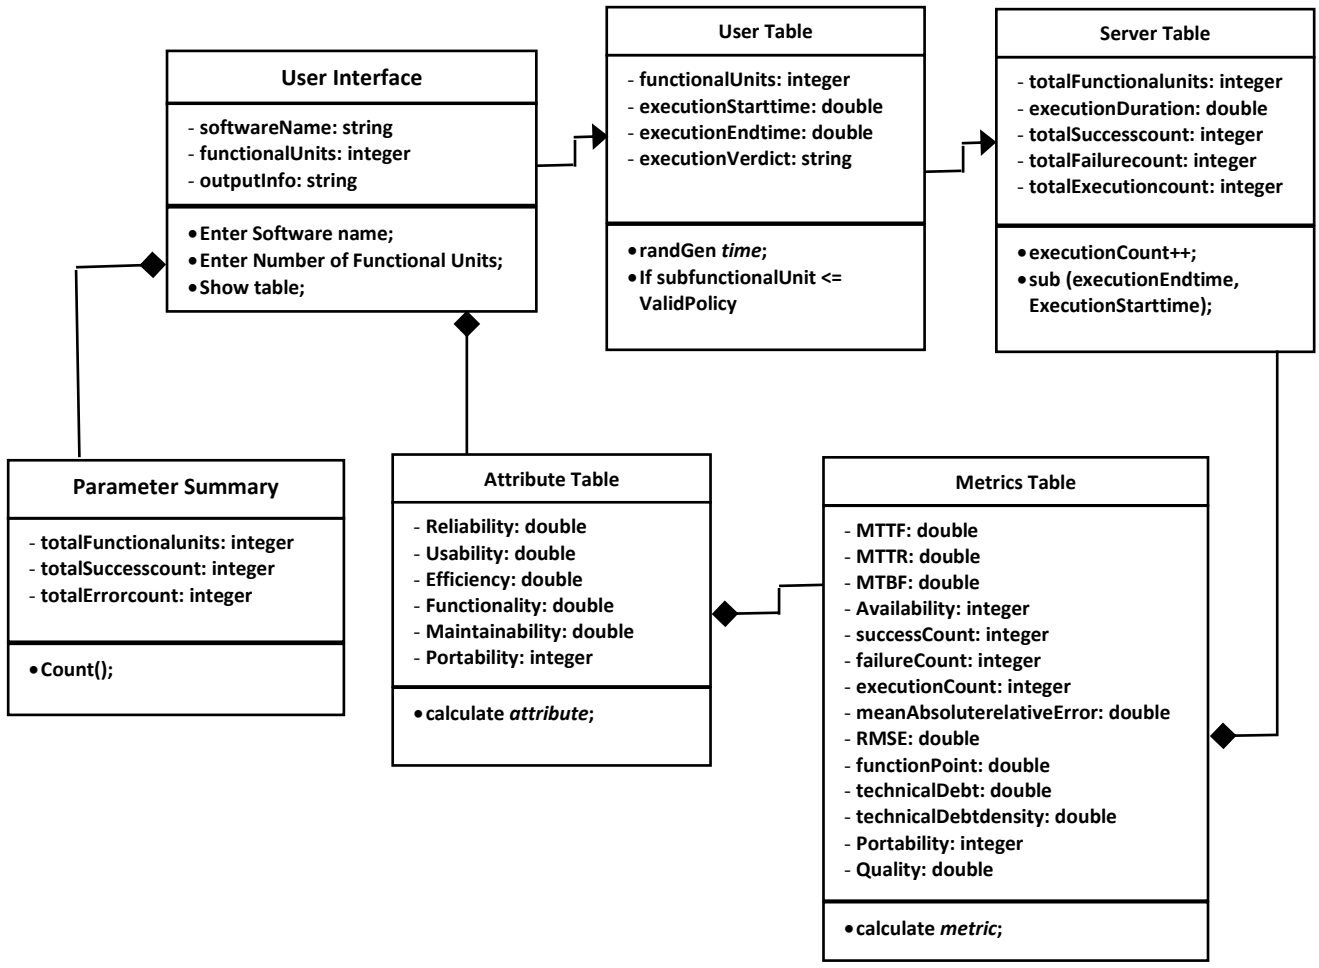 User Interface
- softwareName: string
- functionalUnits: integer
- outputInfo: string
•Enter Software name;
•Enter Number of Functional Units;
•Show table;
User Table
- functionalUnits: integer
- executionStarttime: double
- executionEndtime: double
- executionVerdict: string
•randGen time;
•If subfunctionalUnit <=
ValidPolicy
Server Table
- totalFunctionalunits: integer
- executionDuration: double
- totalSuccesscount: integer
- totalFailurecount: integer
- totalExecutioncount: integer
•executionCount++;
•sub (executionEndtime,
ExecutionStarttime);
Parameter Summary
- totalFunctionalunits: integer
- totalSuccesscount: integer
- totalErrorcount: integer
•Count();
Attribute Table
- Reliability: double
- Usability: double
- Efficiency: double
- Functionality: double
- Maintainability: double
- Portability: integer
•calculate attribute;
Metrics Table
- MTTF: double
- MTTR: double
- MTBF: double
- Availability: integer
- successCount: integer
- failureCount: integer
- executionCount: integer
- meanAbsoluterelativeError: double
- RMSE: double
- functionPoint: double
- technicalDebt: double
- technicalDebtdensity: double
- Portability: integer
- Quality: double
•calculate metric;